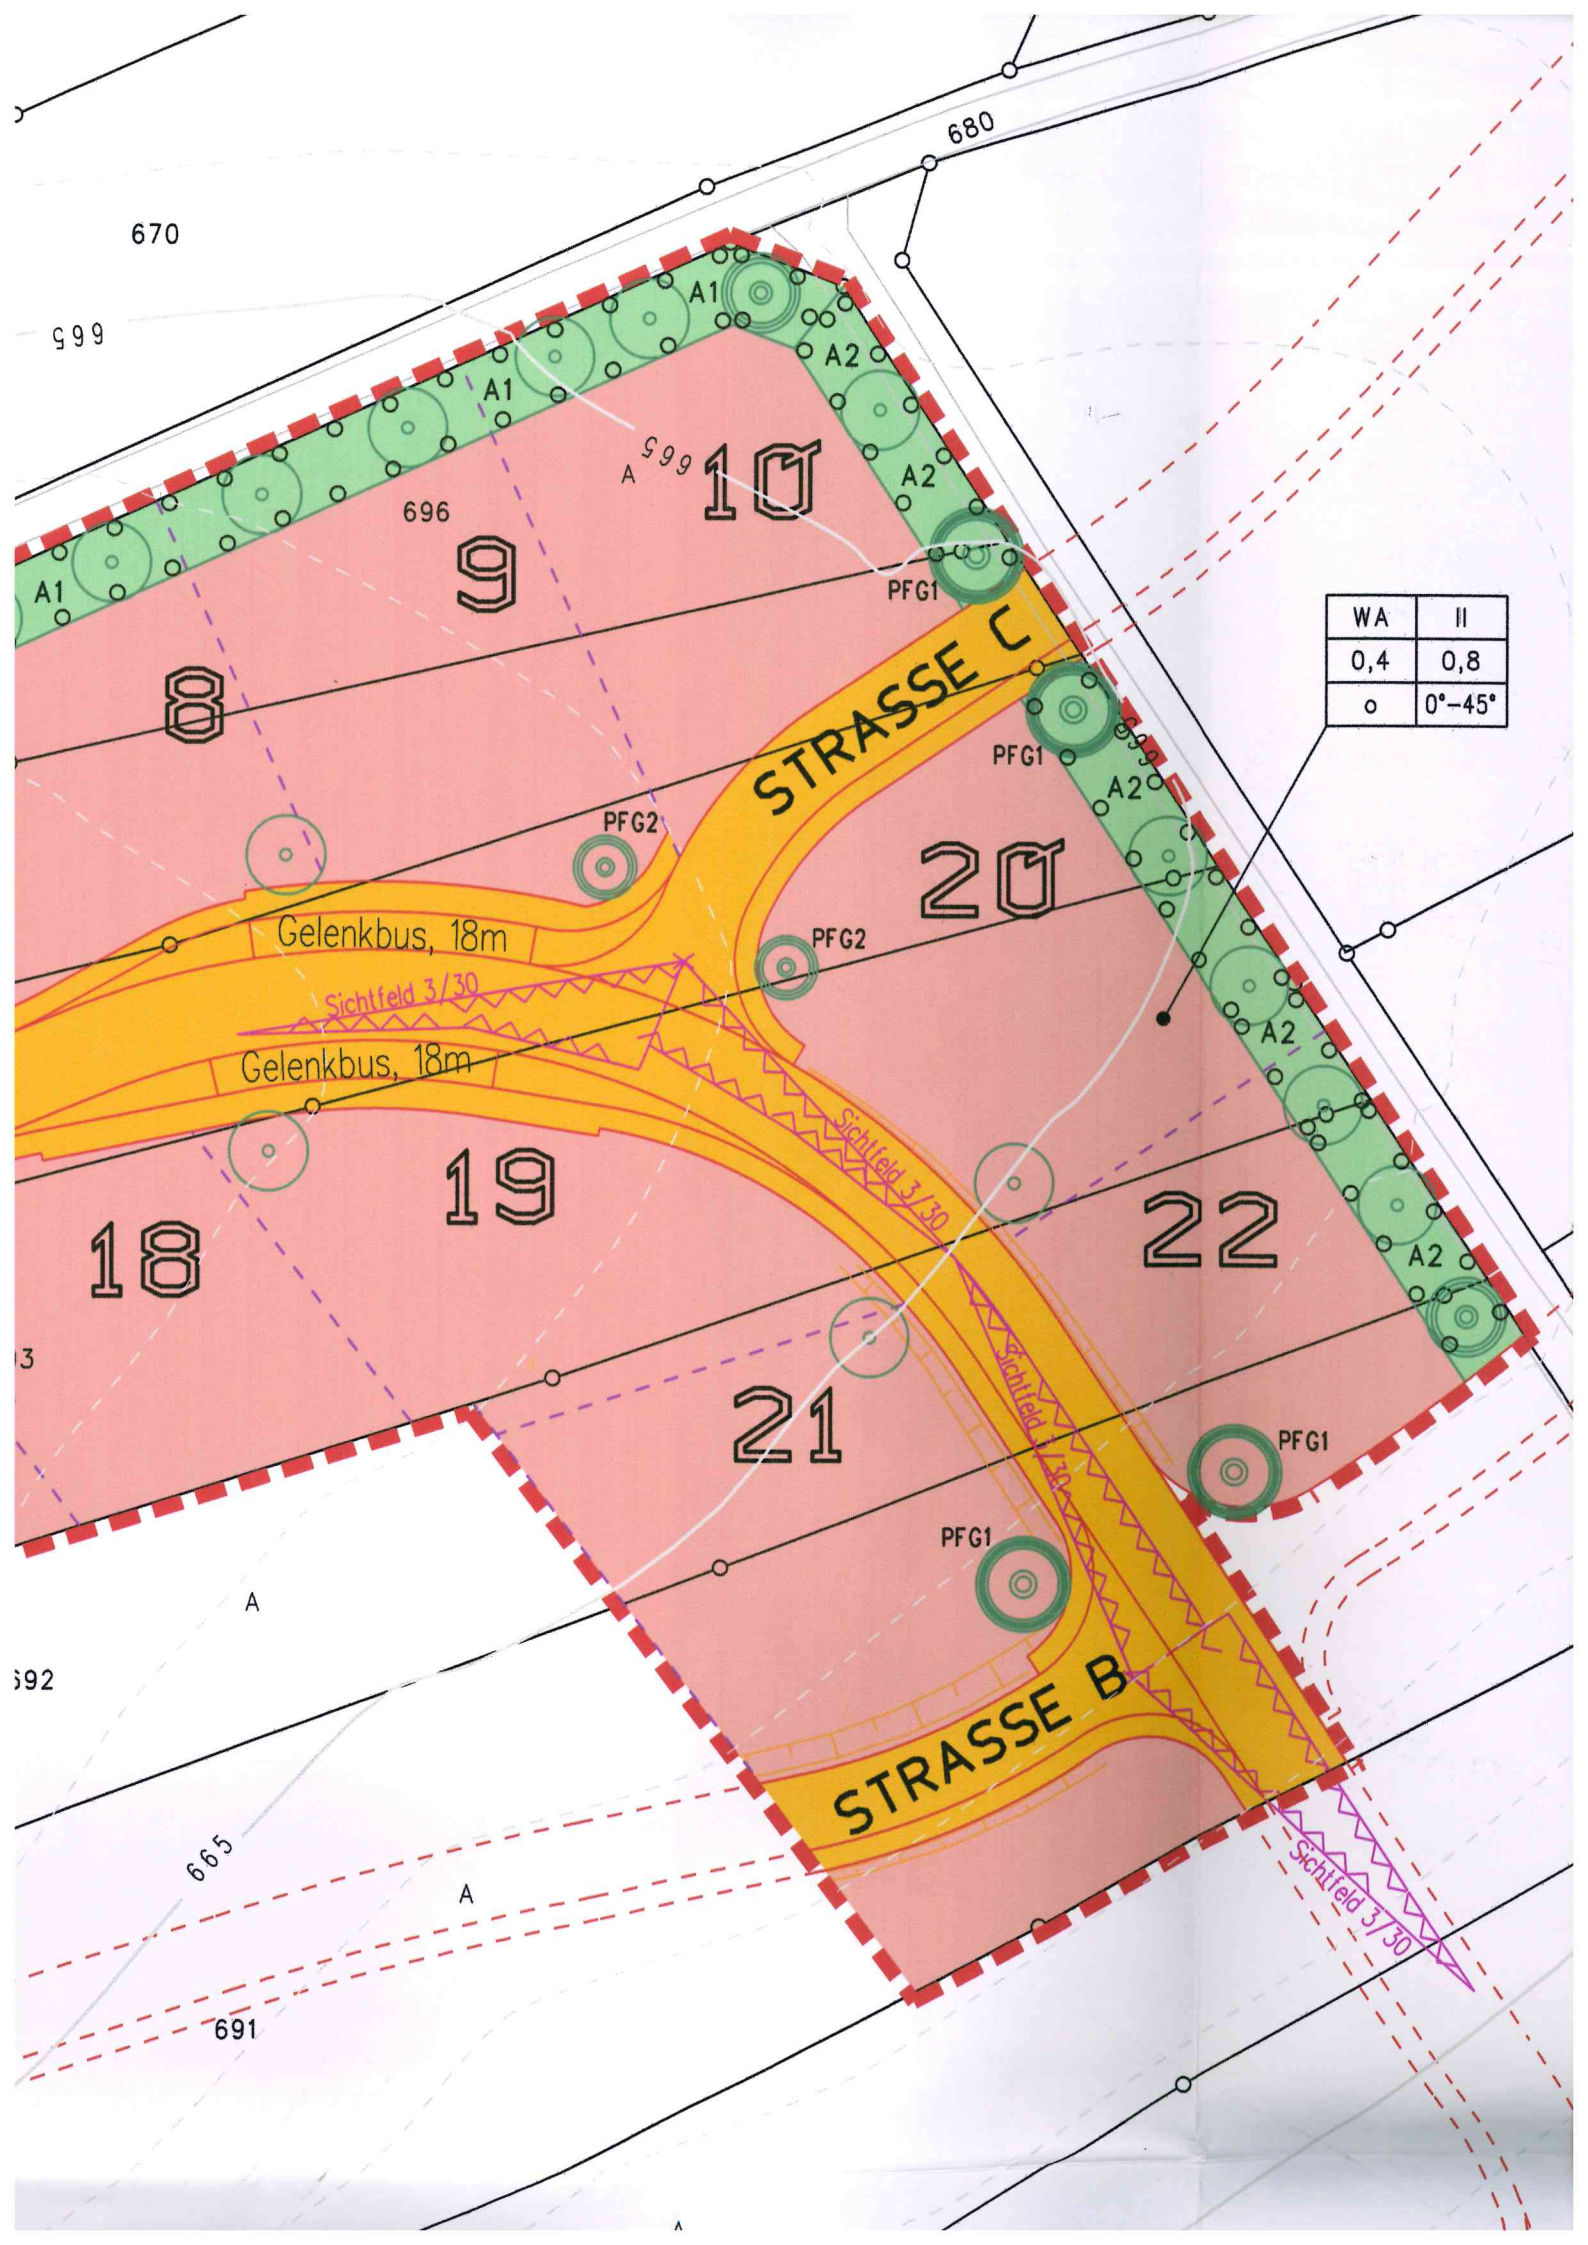 680
670
665
A1
A1
A2
A 665
10
A2
696
9
PFG1
A1
STRASSE C
WA II
0,4 0,8
o 0°-45°
8
PFG1
665
A2
PFG2
20
Gelenkbus, 18m
PFG2
Sichtfeld 3/30
A2
Gelenkbus, 18m
Sichtfeld 3/30
19
22
18
A2
Sichtfeld 3/30
21
PFG1
PFG1
A
STRASSE B
665
Sichtfeld 3/30
A
691